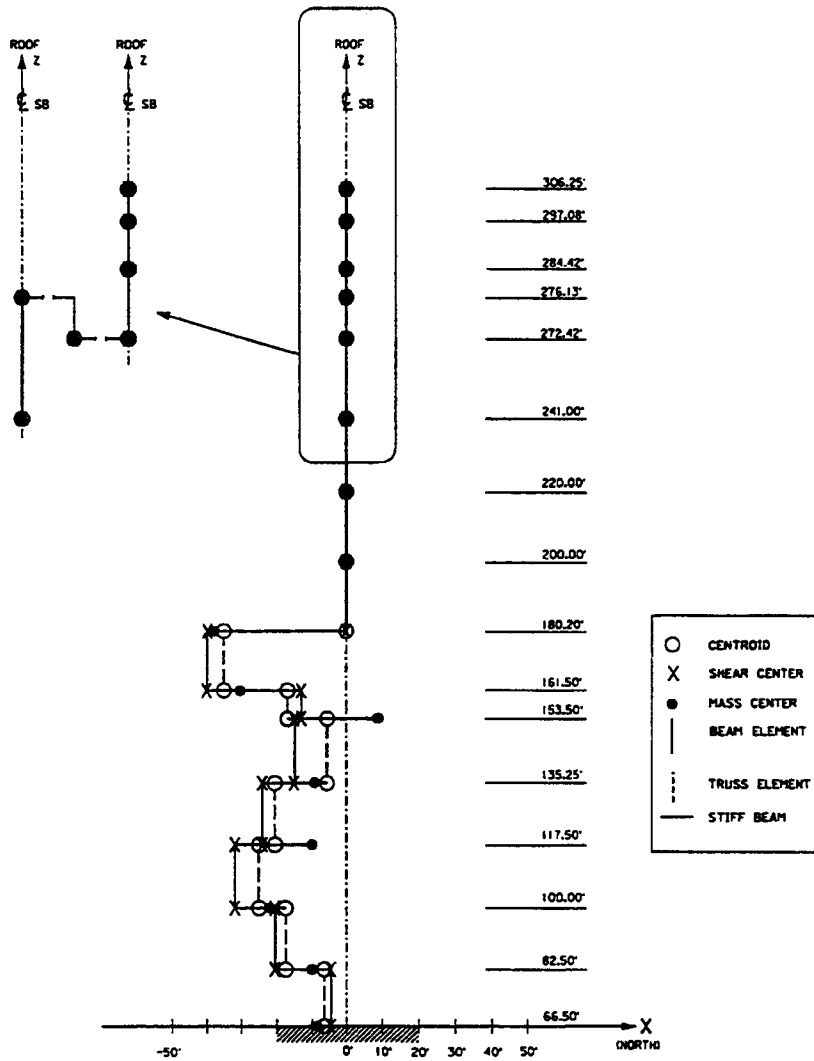 ROOF ROOF ROOF
Z Z Z
℄ SB ℄ SB ℄ SB
306.25'
297.08'
284.42'
276.13'
272.42'
241.00'
220.00'
200.00'
180.20'
161.50'
153.50'
135.25'
117.50'
100.00'
82.50'
66.50'
CENTROID
X SHEAR CENTER
MASS CENTER
BEAM ELEMENT
TRUSS ELEMENT
STIFF BEAM
-50' 0' 20' 40' 50' X
(NORTH)